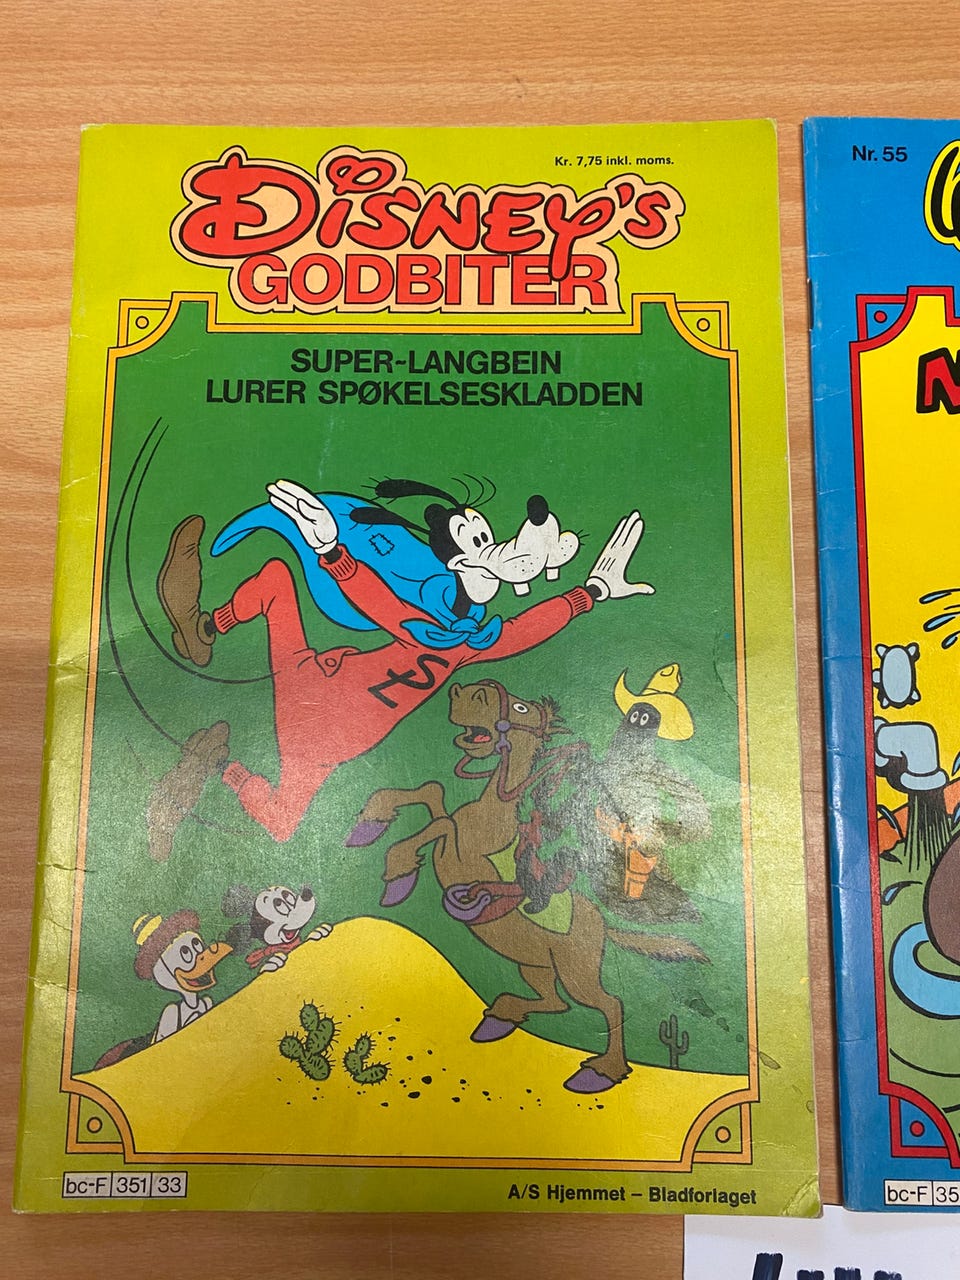 Kr. 7,75 inkl. moms.
DiSNEY'S
GODBITER
SUPER-LANGBEIN
LURER SPØKELSESKLADDEN
bc-F 351 33
A/S Hjemmet – Bladforlaget
Nr. 55
bc-F 35